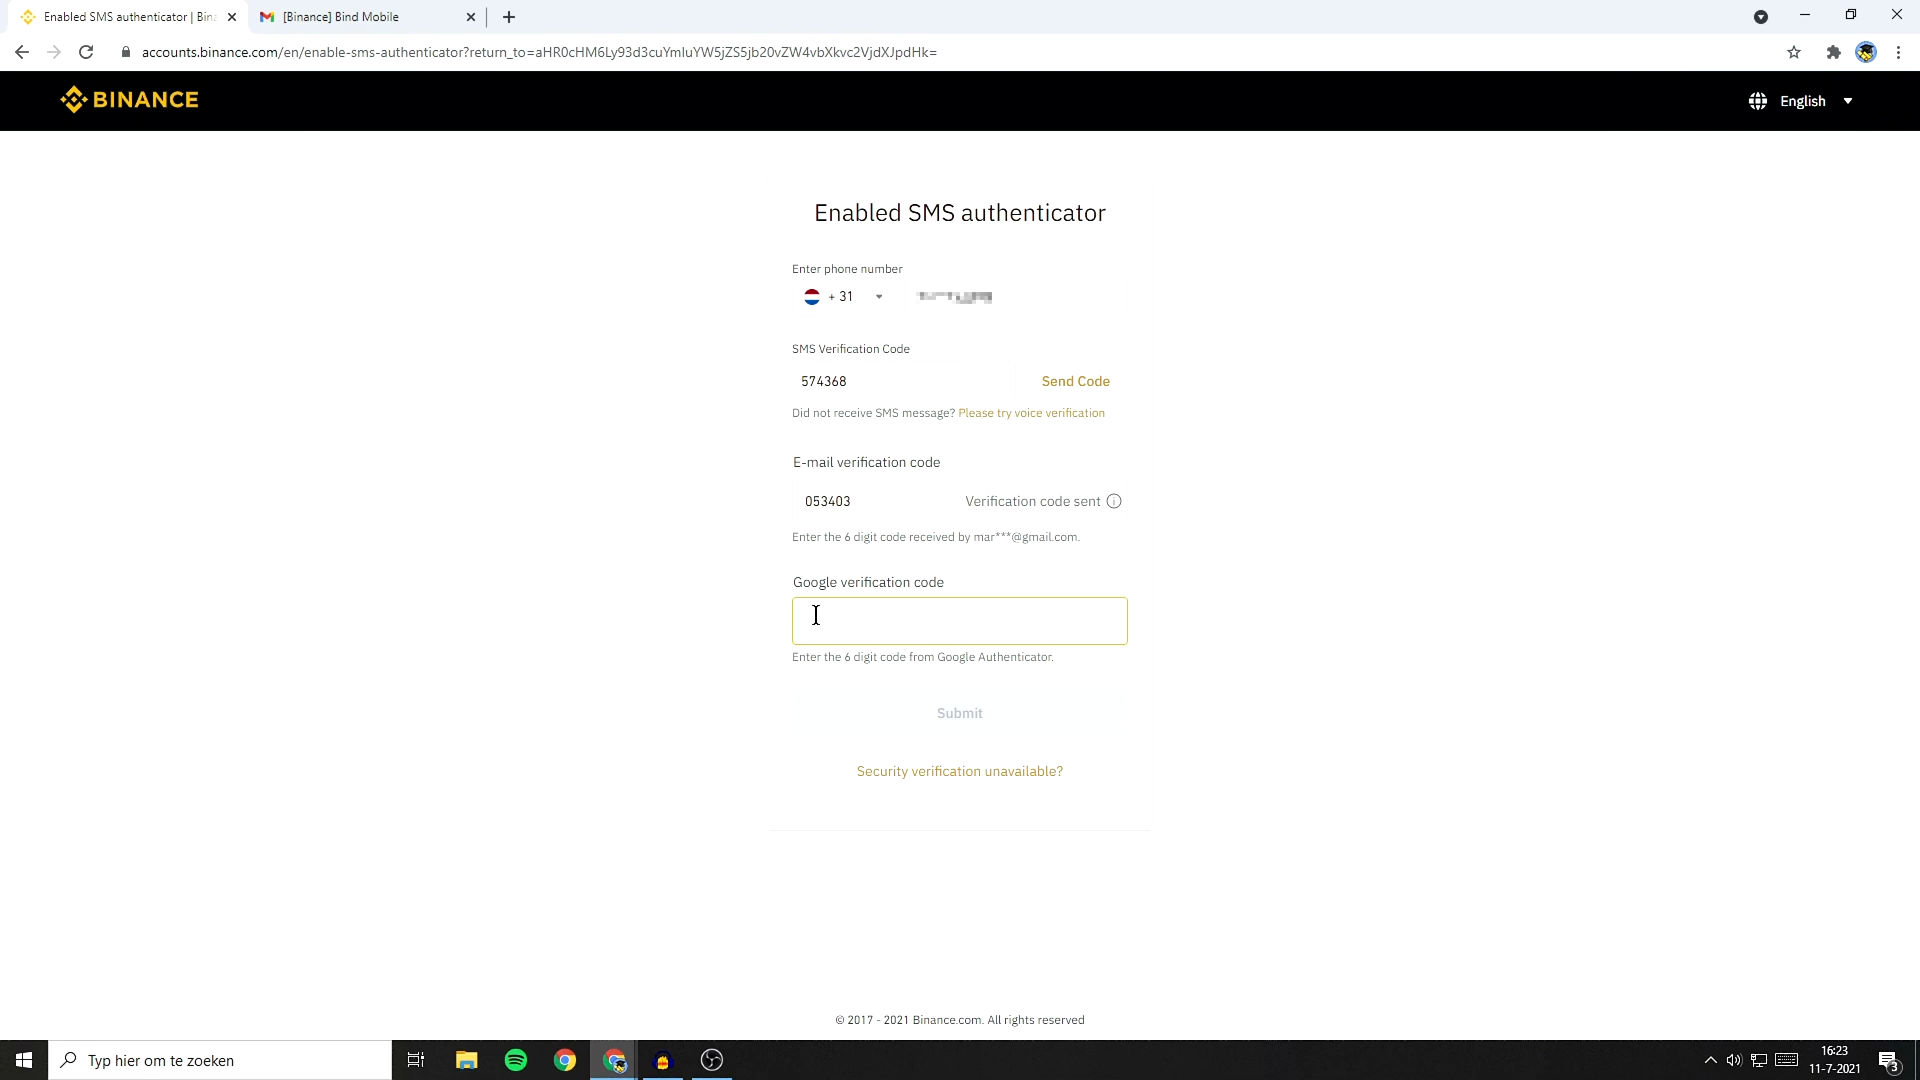 Enabled SMS authenticator | Bin
[Binance] Bind Mobile
accounts.binance.com/en/enable-sms-authenticator?return_to=aHR0cHM6Ly93d3cuYmluYW5jZS5jb20vZW4vbXkvc2VjdXJpdHk=
BINANCE
English
Enabled SMS authenticator
Enter phone number
+ 31
SMS Verification Code
574368
Send Code
Did not receive SMS message? Please try voice verification
E-mail verification code
053403
Verification code sent
Enter the 6 digit code received by mar***@gmail.com.
Google verification code
Enter the 6 digit code from Google Authenticator.
Submit
Security verification unavailable?
© 2017 - 2021 Binance.com. All rights reserved
Typ hier om te zoeken
16:23
11-7-2021
3